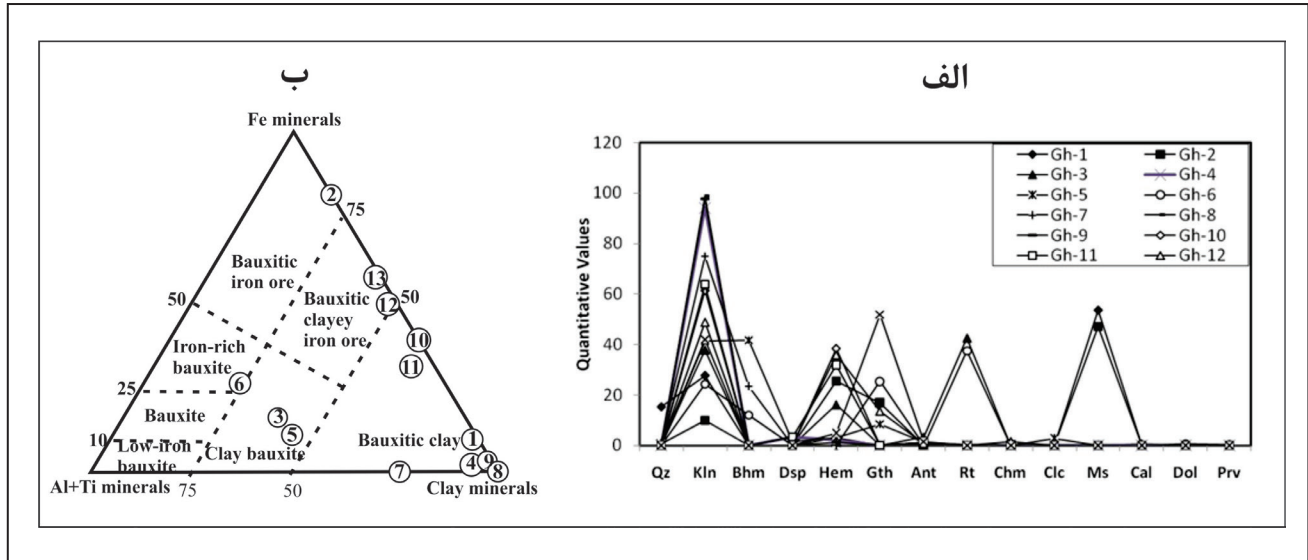 ب
Fe minerals
2
75
Bauxitic
iron ore
13
50
12
50
Bauxitic
clayey
iron ore
10
11
Iron-rich
bauxite
6
25
Bauxite
3
5
10
Low-iron
bauxite
Clay bauxite
Bauxitic clay
1
4
9
8
7
Al+Ti minerals
75
50
Clay minerals
الف
Quantitative Values
120
100
80
60
40
20
0
Gh-1 Gh-2
Gh-3 Gh-4
Gh-5 Gh-6
Gh-7 Gh-8
Gh-9 Gh-10
Gh-11 Gh-12
Qz Kln Bhm Dsp Hem Gth Ant Rt Chm Clc Ms Cal Dol Prv